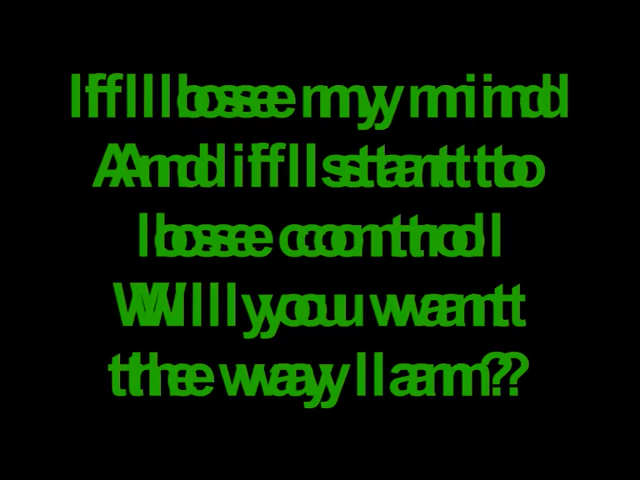 If I lose my mind
And if I start to
lose control
Will you want
the way I am?